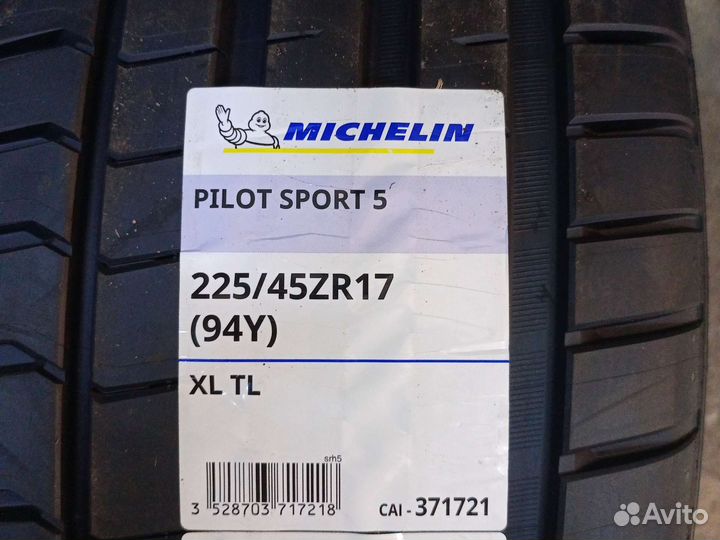 MICHELIN
PILOT SPORT 5
225/45ZR17
(94Y)
XL TL
srh5
3 528703 717218
CAI - 371721
Avito